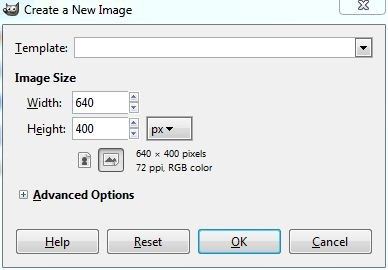 Create a New Image
Template:
Image Size
Width: 640
Height: 400 px
640 × 400 pixels
72 ppi, RGB color
Advanced Options
Help Reset OK Cancel